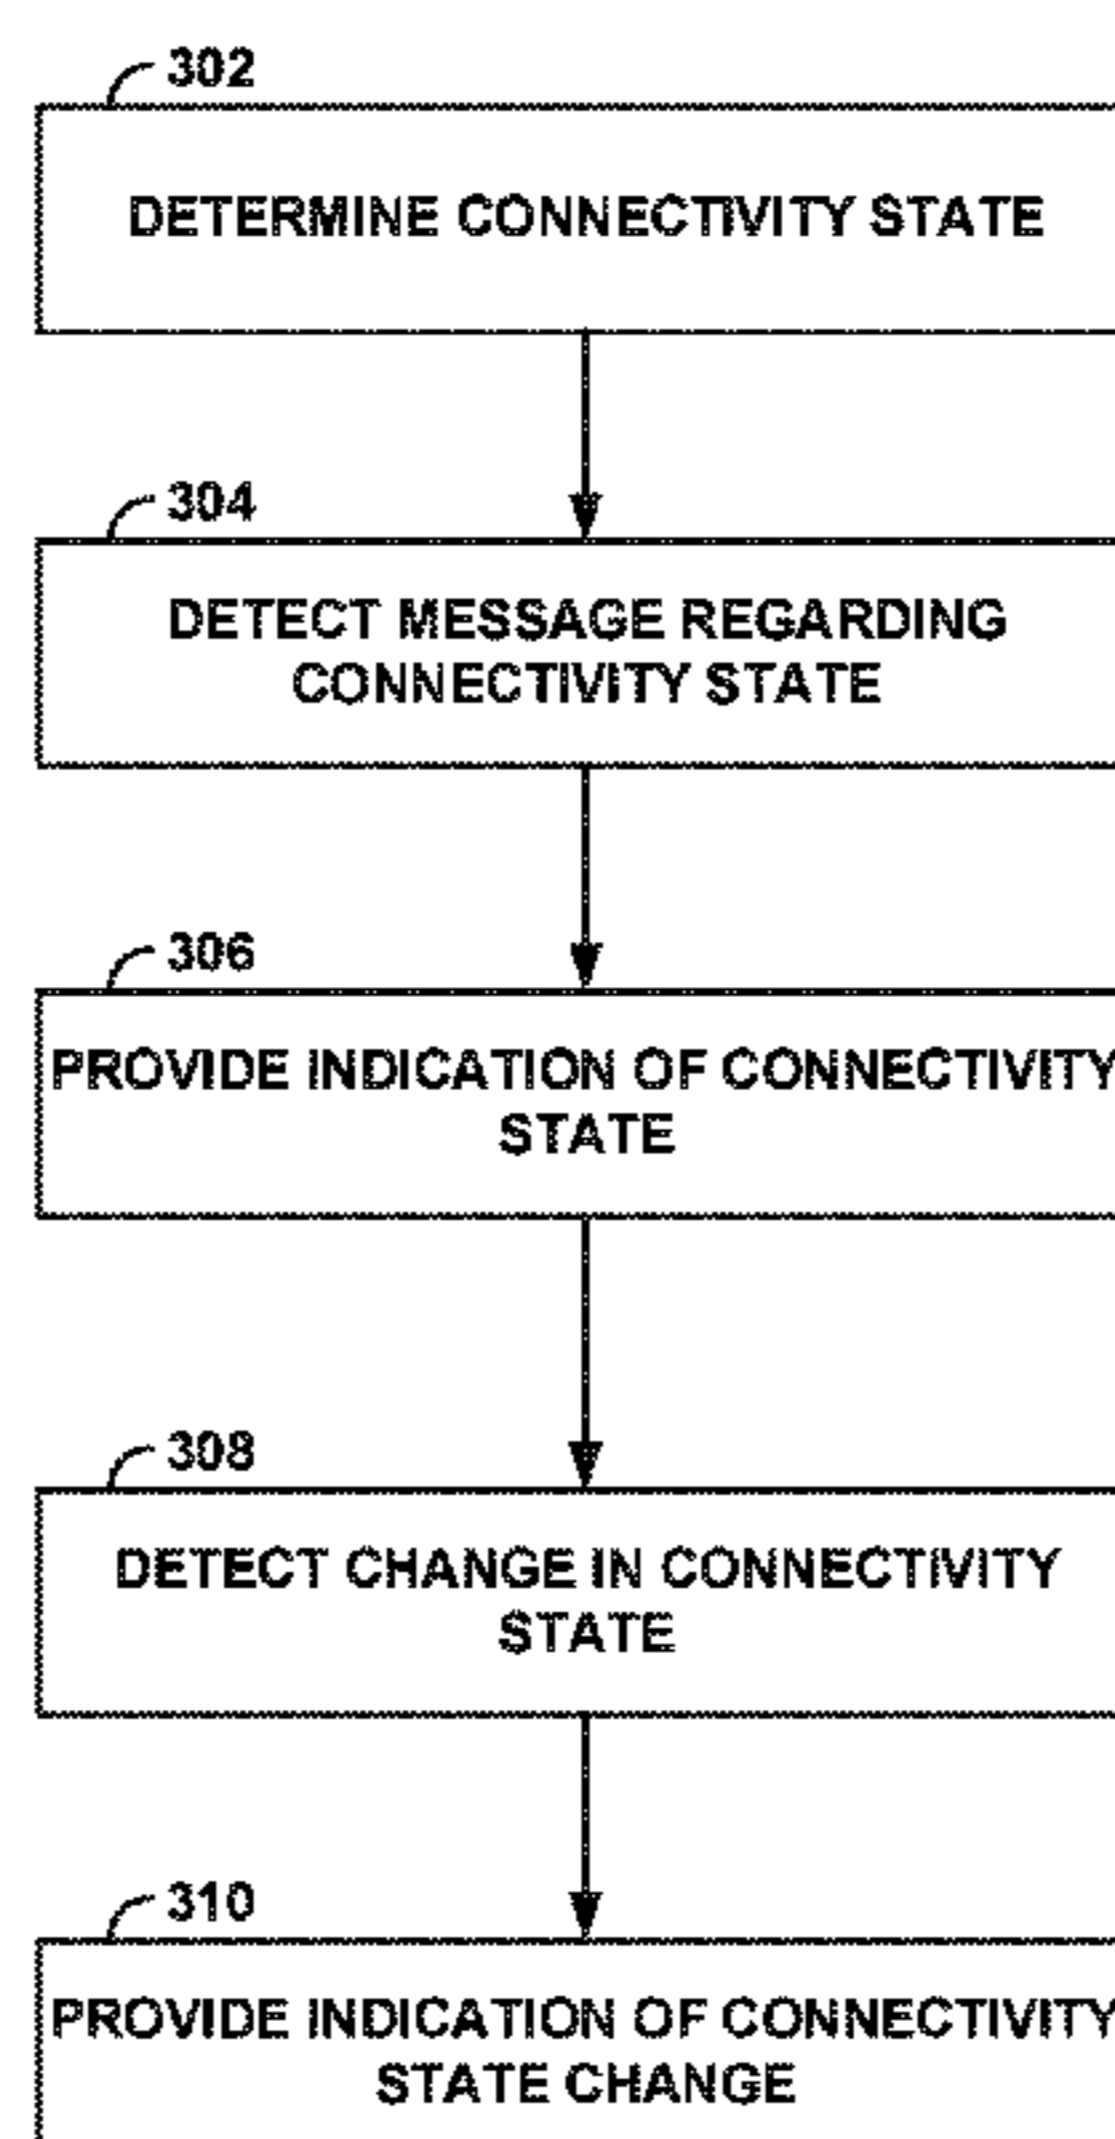 302
DETERMINE CONNECTIVITY STATE
304
DETECT MESSAGE REGARDING
CONNECTIVITY STATE
306
PROVIDE INDICATION OF CONNECTIVITY
STATE
308
DETECT CHANGE IN CONNECTIVITY
STATE
310
PROVIDE INDICATION OF CONNECTIVITY
STATE CHANGE